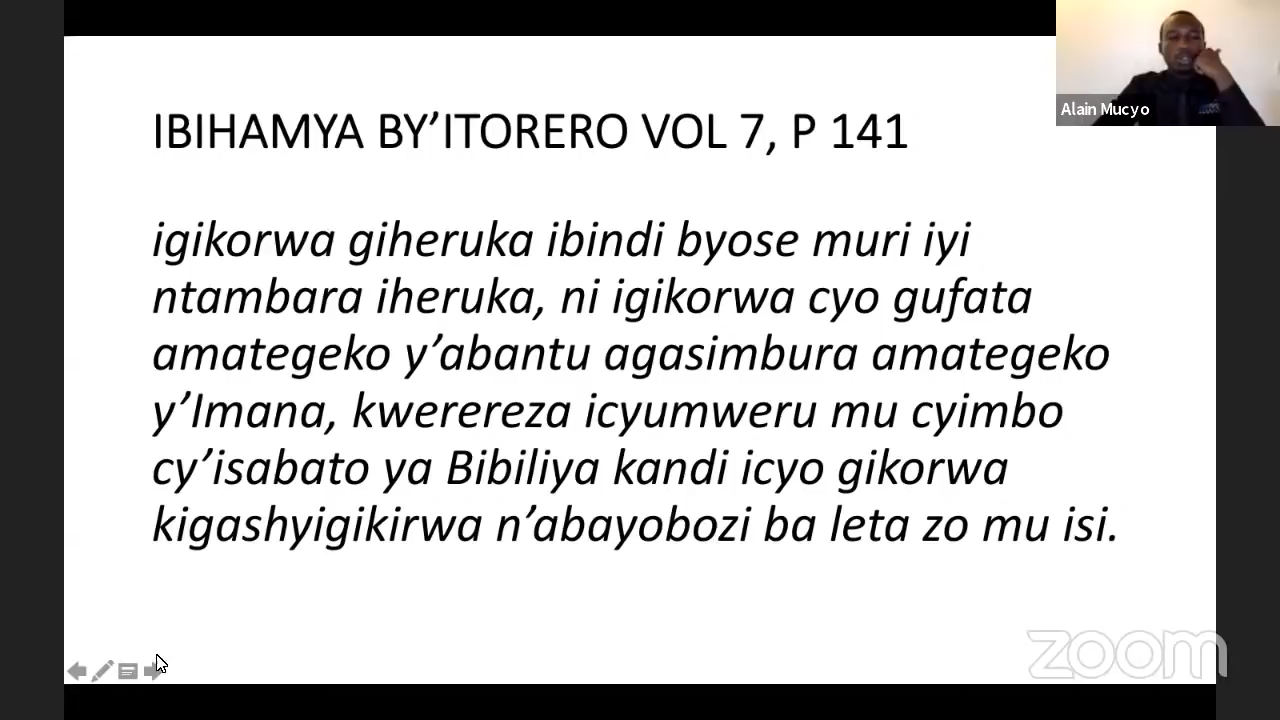 IBIHAMYA BY’ITORERO VOL 7, P 141
igikorwa giheruka ibindi byose muri iyi
ntambara iheruka, ni igikorwa cyo gufata
amategeko y’abantu agasimbura amategeko
y’Imana, kwerereza icyumweru mu cyimbo
cy’isabato ya Bibiliya kandi icyo gikorwa
kigashyigikirwa n’abayobozi ba leta zo mu isi.
Alain Mucyo
zoom